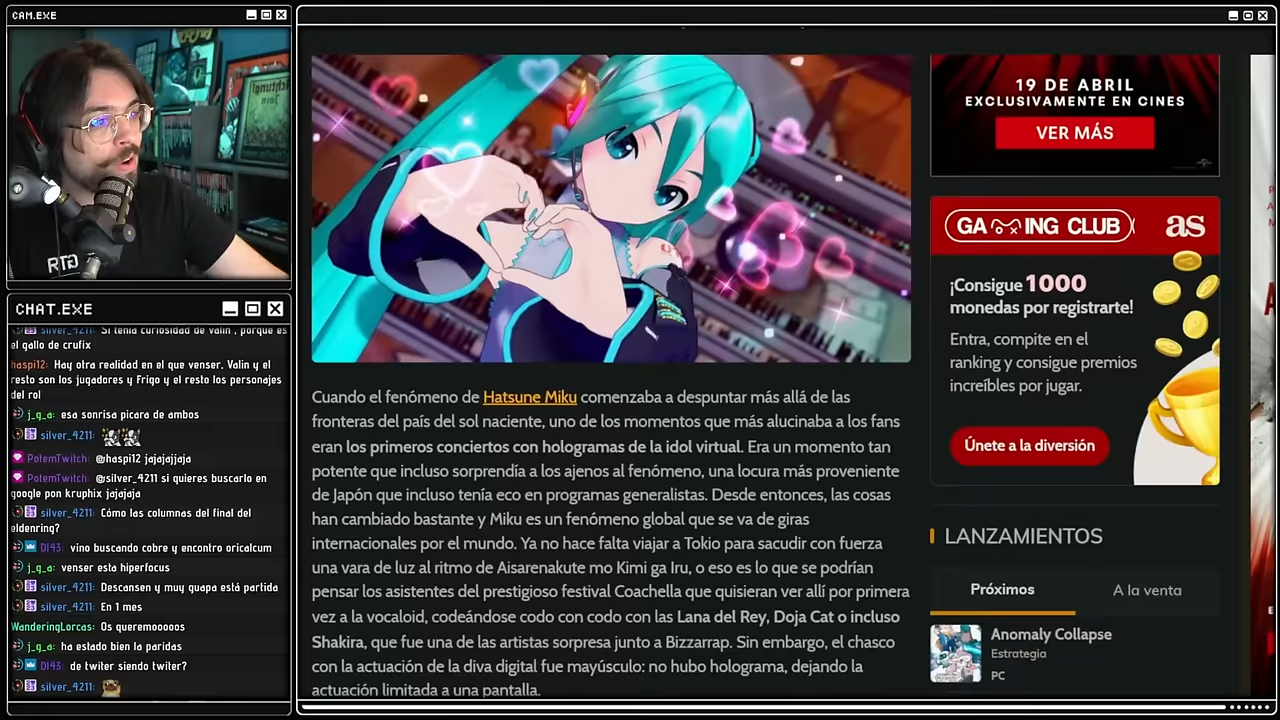 CAM.EXE
RTG
CHAT.EXE
silver_4211: Si tenia curiosidad de Valin , porque es
el gallo de crufix
haspi12: Hay otra realidad en el que venser. Valin y el
resto son los jugadores y Frigo y el resto los personajes
del rol
j_g_a: esa sonrisa picara de ambos
silver_4211:
PotemTwitch: @haspi12 jajajajjaja
PotemTwitch: @silver_4211 si quieres buscarlo en
google pon kruphix jajajaja
silver_4211: Cómo las columnas del final del
eldenring?
DI43: vino buscando cobre y encontro oricalcum
j_g_a: venser esta hiperfocus
silver_4211: Descansen y muy guapa está partida
silver_4211: En 1 mes
WanderingLorcas: Os queremooooos
j_g_a: ha estado bien la paridas
DI43: de twiter siendo twiter?
silver_4211:
Cuando el fenómeno de Hatsune Miku comenzaba a despuntar más allá de las
fronteras del país del sol naciente, uno de los momentos que más alucinaba a los fans
eran los primeros conciertos con hologramas de la idol virtual. Era un momento tan
potente que incluso sorprendía a los ajenos al fenómeno, una locura más proveniente
de Japón que incluso tenía eco en programas generalistas. Desde entonces, las cosas
han cambiado bastante y Miku es un fenómeno global que se va de giras
internacionales por el mundo. Ya no hace falta viajar a Tokio para sacudir con fuerza
una vara de luz al ritmo de Aisarenakute mo Kimi ga Iru, o eso es lo que se podrían
pensar los asistentes del prestigioso festival Coachella que quisieran ver allí por primera
vez a la vocaloid, codeándose codo con codo con las Lana del Rey, Doja Cat o incluso
Shakira, que fue una de las artistas sorpresa junto a Bizzarrap. Sin embargo, el chasco
con la actuación de la diva digital fue mayúsculo: no hubo holograma, dejando la
actuación limitada a una pantalla.
19 DE ABRIL
EXCLUSIVAMENTE EN CINES
VER MÁS
GAMING CLUB as
¡Consigue 1000
monedas por registrarte!
Entra, compite en el
ranking y consigue premios
increíbles por jugar.
Únete a la diversión
LANZAMIENTOS
Próximos A la venta
Anomaly Collapse
Estrategia
PC